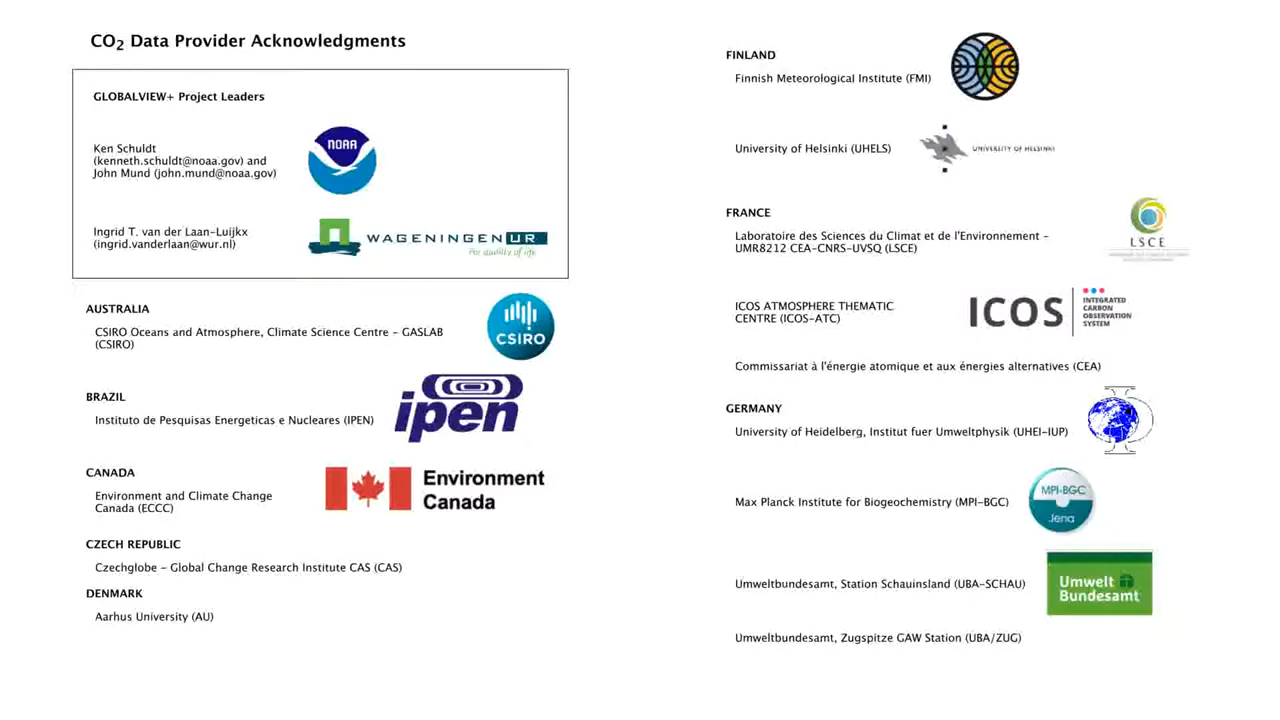 CO2 Data Provider Acknowledgments
GLOBALVIEW+ Project Leaders
Ken Schuldt
(kenneth.schuldt@noaa.gov) and
John Mund (john.mund@noaa.gov)
NOAA
Ingrid T. van der Laan-Luijkx
(ingrid.vanderlaan@wur.nl)
WAGENINGEN UR
For quality of life
AUSTRALIA
CSIRO Oceans and Atmosphere, Climate Science Centre - GASLAB
(CSIRO)
CSIRO
BRAZIL
Instituto de Pesquisas Energeticas e Nucleares (IPEN)
ipen
CANADA
Environment and Climate Change
Canada (ECCC)
Environment
Canada
CZECH REPUBLIC
Czechglobe - Global Change Research Institute CAS (CAS)
DENMARK
Aarhus University (AU)
FINLAND
Finnish Meteorological Institute (FMI)
University of Helsinki (UHELS)
UNIVERSITY OF HELSINKI
FRANCE
Laboratoire des Sciences du Climat et de l'Environnement -
UMR8212 CEA-CNRS-UVSQ (LSCE)
LSCE
ICOS ATMOSPHERE THEMATIC
CENTRE (ICOS-ATC)
ICOS
INTEGRATED
CARBON
OBSERVATION
SYSTEM
Commissariat à l'énergie atomique et aux énergies alternatives (CEA)
GERMANY
University of Heidelberg, Institut fuer Umweltphysik (UHEI-IUP)
Max Planck Institute for Biogeochemistry (MPI-BGC)
MPI-BGC
Jena
Umweltbundesamt, Station Schauinsland (UBA-SCHAU)
Umwelt
Bundesamt
Umweltbundesamt, Zugspitze GAW Station (UBA/ZUG)